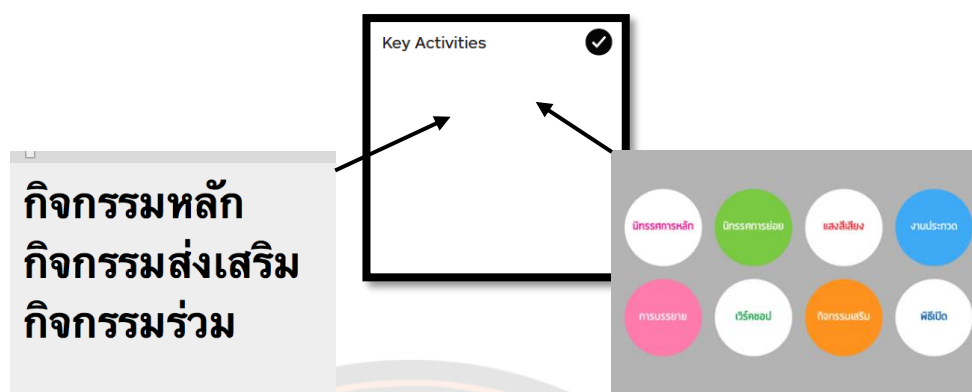 Key Activities
กิจกรรมหลัก
กิจกรรมส่งเสริม
กิจกรรมร่วม
นิทรรศการหลัก
นิทรรศการย่อย
แสงสีเสียง
งานประกวด
การบรรยาย
เวิร์คชอป
กิจกรรมเสริม
พิธีเปิด